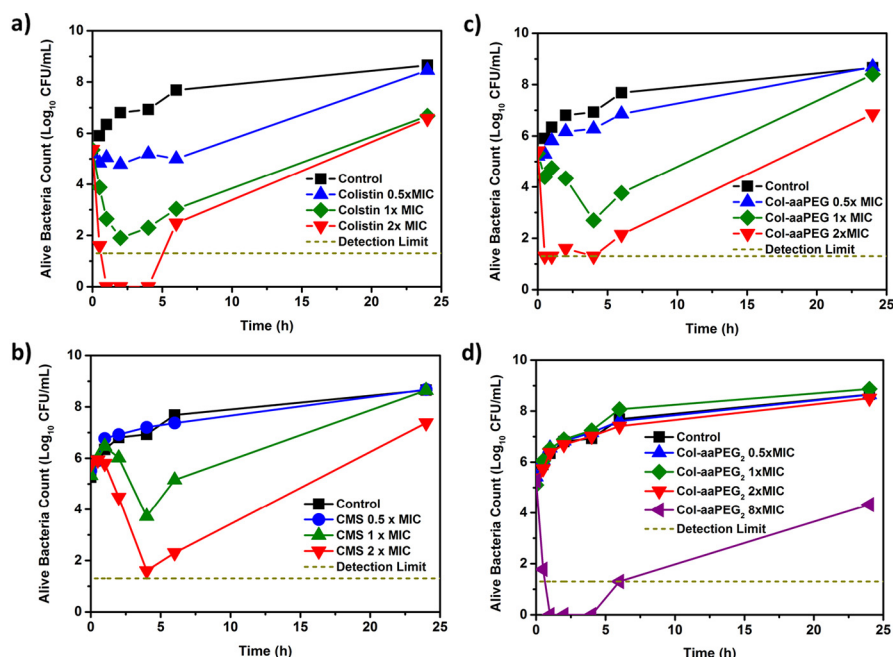 a)
Alive Bacteria Count (Log10 CFU/mL)
10
8
6
4
2
0
Control
Colistin 0.5xMIC
Colstin 1x MIC
Colistin 2x MIC
Detection Limit
0
5
10
15
20
25
Time (h)
c)
Alive Bacteria Count (Log10 CFU/mL)
10
8
6
4
2
0
Control
Col-aaPEG 0.5x MIC
Col-aaPEG 1x MIC
Col-aaPEG 2xMIC
Detection Limit
0
5
10
15
20
25
Time (h)
b)
Alive Bacteria Count (Log10 CFU/mL)
10
8
6
4
2
0
Control
CMS 0.5 x MIC
CMS 1 x MIC
CMS 2 x MIC
Detection Limit
0
5
10
15
20
25
Time (h)
d)
Alive Bacteria Count (Log10 CFU/mL)
10
8
6
4
2
0
Control
Col-aaPEG2 0.5xMIC
Col-aaPEG2 1xMIC
Col-aaPEG2 2xMIC
Col-aaPEG2 8xMIC
Detection Limit
0
5
10
15
20
25
Time (h)